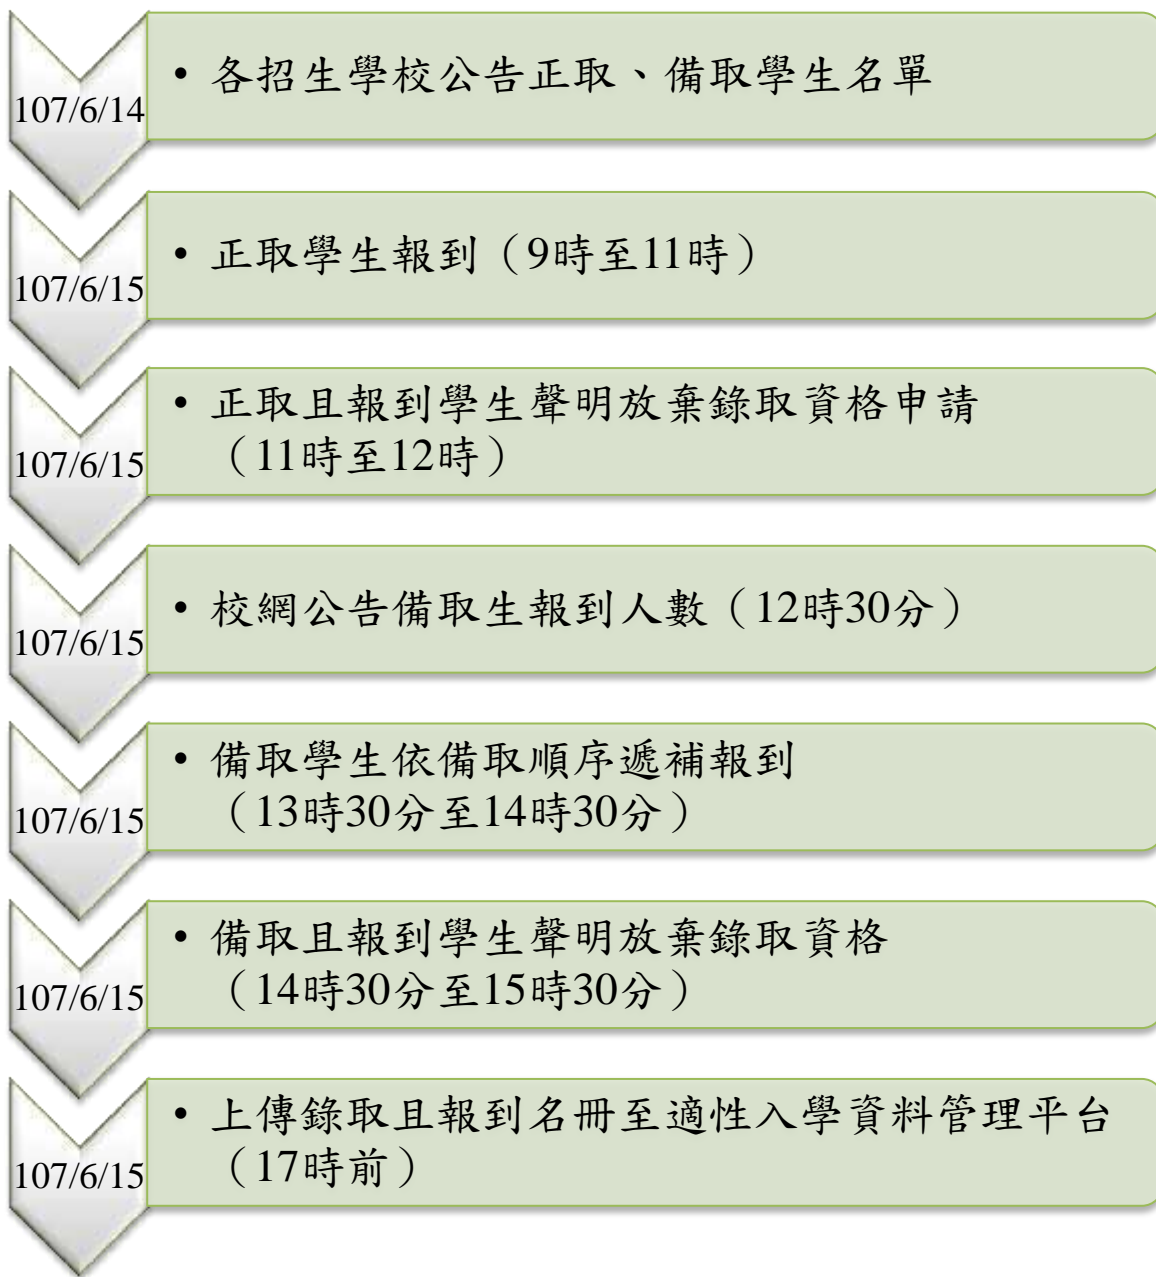 107/6/14
• 各招生學校公告正取、備取學生名單
107/6/15
• 正取學生報到（9時至11時）
107/6/15
• 正取且報到學生聲明放棄錄取資格申請
（11時至12時）
107/6/15
• 校網公告備取生報到人數（12時30分）
107/6/15
• 備取學生依備取順序遞補報到
（13時30分至14時30分）
107/6/15
• 備取且報到學生聲明放棄錄取資格
（14時30分至15時30分）
107/6/15
• 上傳錄取且報到名冊至適性入學資料管理平台
（17時前）